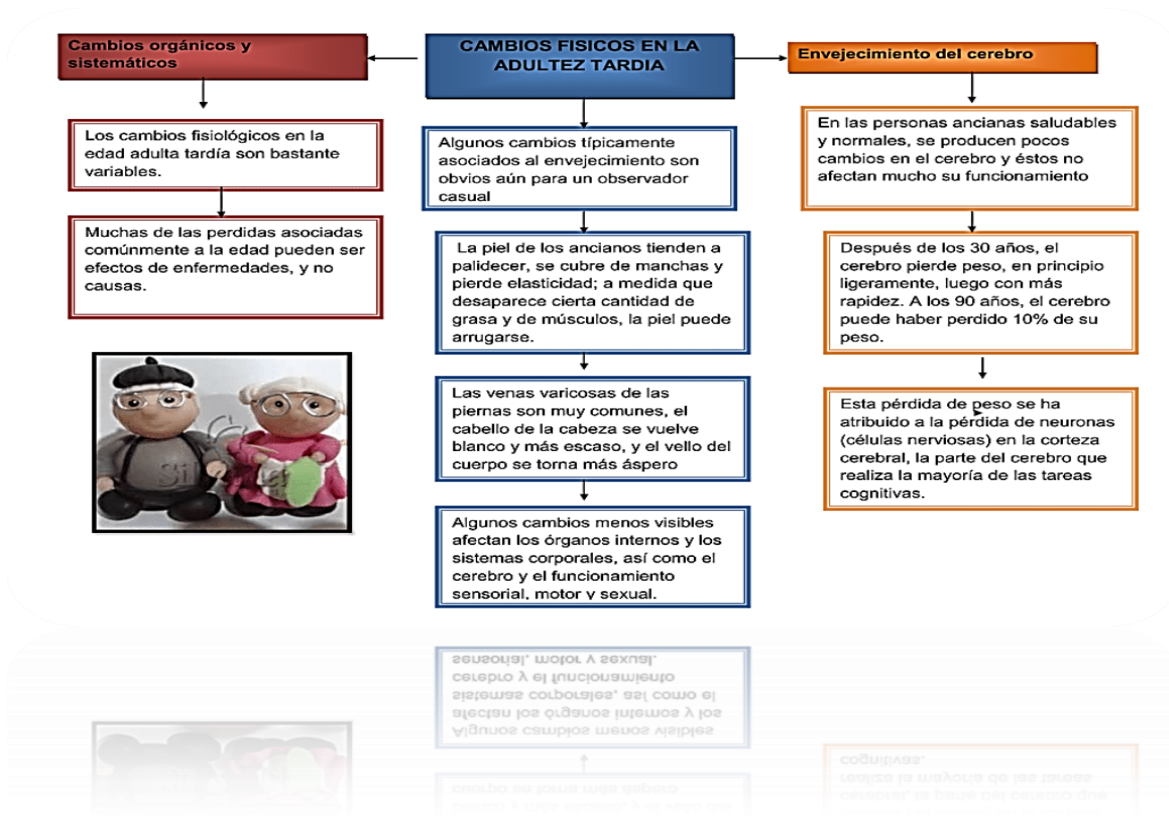 CAMBIOS FISICOS EN LA
ADULTEZ TARDIA
Cambios orgánicos y
sistemáticos
Los cambios fisiológicos en la
edad adulta tardía son bastante
variables.
Muchas de las perdidas asociadas
comúnmente a la edad pueden ser
efectos de enfermedades, y no
causas.
Algunos cambios típicamente
asociados al envejecimiento son
obvios aún para un observador
casual
La piel de los ancianos tienden a
palidecer, se cubre de manchas y
pierde elasticidad; a medida que
desaparece cierta cantidad de
grasa y de músculos, la piel puede
arrugarse.
Las venas varicosas de las
piernas son muy comunes, el
cabello de la cabeza se vuelve
blanco y más escaso, y el vello del
cuerpo se torna más áspero
Algunos cambios menos visibles
afectan los órganos internos y los
sistemas corporales, así como el
cerebro y el funcionamiento
sensorial, motor y sexual.
Envejecimiento del cerebro
En las personas ancianas saludables
y normales, se producen pocos
cambios en el cerebro y éstos no
afectan mucho su funcionamiento
Después de los 30 años, el
cerebro pierde peso, en principio
ligeramente, luego con más
rapidez. A los 90 años, el cerebro
puede haber perdido 10% de su
peso.
Esta pérdida de peso se ha
atribuido a la pérdida de neuronas
(células nerviosas) en la corteza
cerebral, la parte del cerebro que
realiza la mayoría de las tareas
cognitivas.